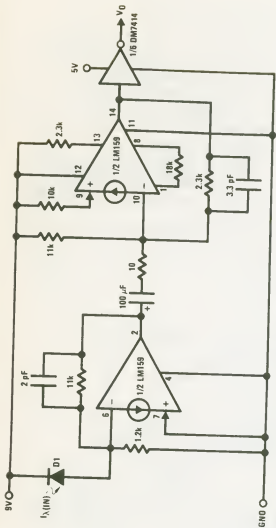 9V
Iλ(IN)
D1
2 pF
11k
6
−
1/2 LM159
2
7
+
4
1.2k
GND
100 µF
+
10
11k
10k
2.3k
12
13
9
+
1/2 LM159
14
11
8
10
−
1
18k
2.3k
3.3 pF
5V
1/6 DM7414
VO